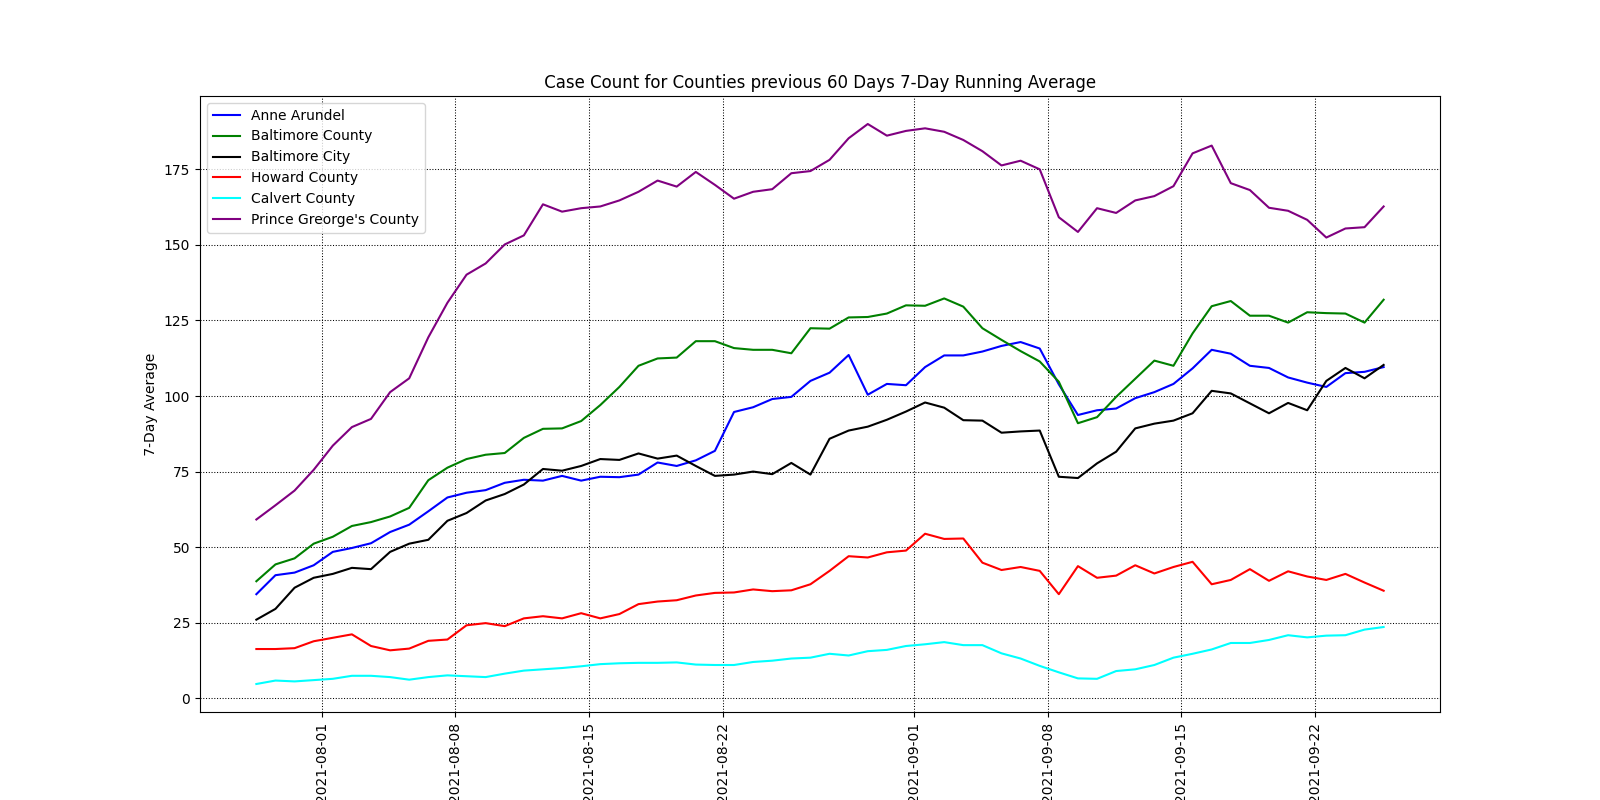 Case Count for Counties previous 60 Days 7-Day Running Average
Anne Arundel
Baltimore County
Baltimore City
Howard County
Calvert County
Prince Greorge's County
7-Day Average
175
150
125
100
75
50
25
0
2021-08-01
2021-08-08
2021-08-15
2021-08-22
2021-09-01
2021-09-08
2021-09-15
2021-09-22